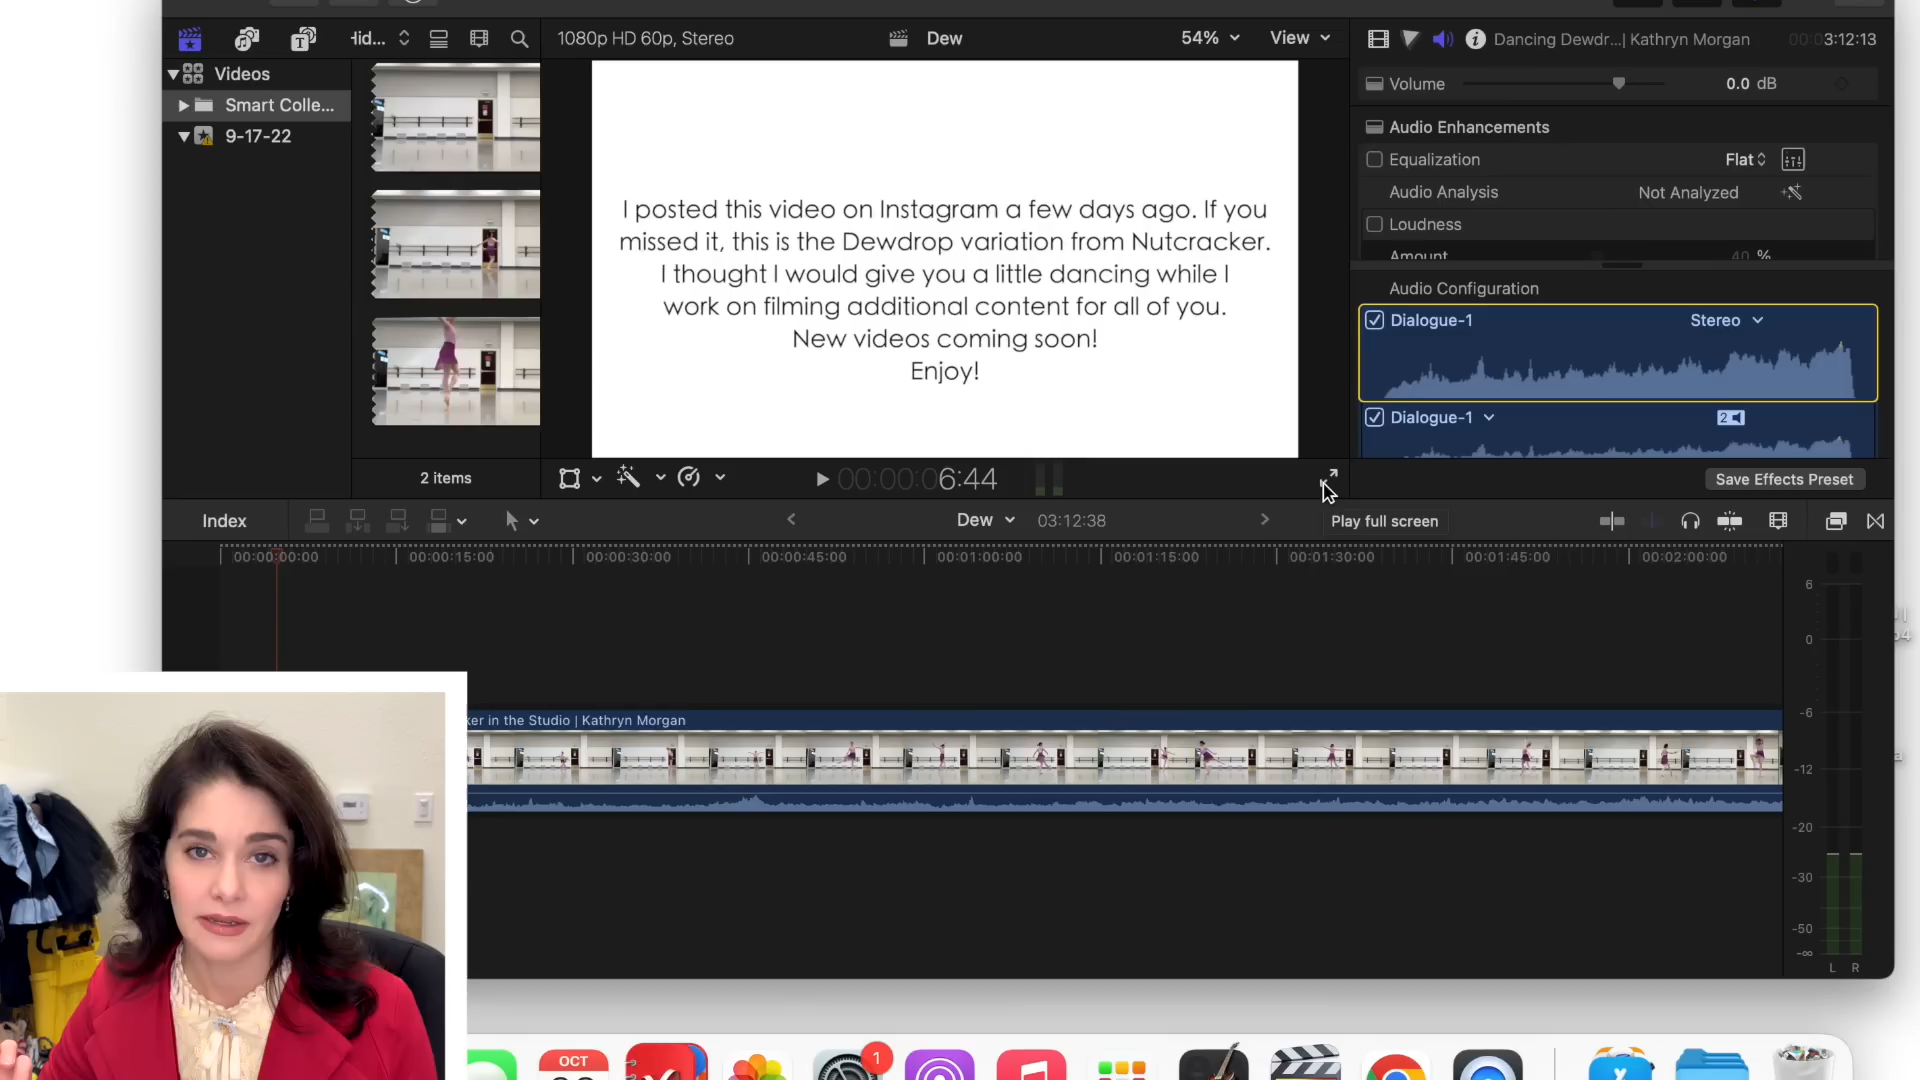 Hid...
1080p HD 60p, Stereo
Dew
54%
View
Dancing Dewdr...| Kathryn Morgan
00:03:12:13
Videos
Smart Colle...
9-17-22
2 items
I posted this video on Instagram a few days ago. If you
missed it, this is the Dewdrop variation from Nutcracker.
I thought I would give you a little dancing while I
work on filming additional content for all of you.
New videos coming soon!
Enjoy!
Volume
0.0 dB
Audio Enhancements
Equalization
Flat
Audio Analysis
Not Analyzed
Loudness
Amount
40 %
Audio Configuration
Dialogue-1
Stereo
Dialogue-1
2
00:00:06:44
Save Effects Preset
Index
Dew
03:12:38
Play full screen
00:00:00:00
00:00:15:00
00:00:30:00
00:00:45:00
00:01:00:00
00:01:15:00
00:01:30:00
00:01:45:00
00:02:00:00
ker in the Studio | Kathryn Morgan
6
0
-6
-12
-20
-30
-50
-∞
L R
OCT
1